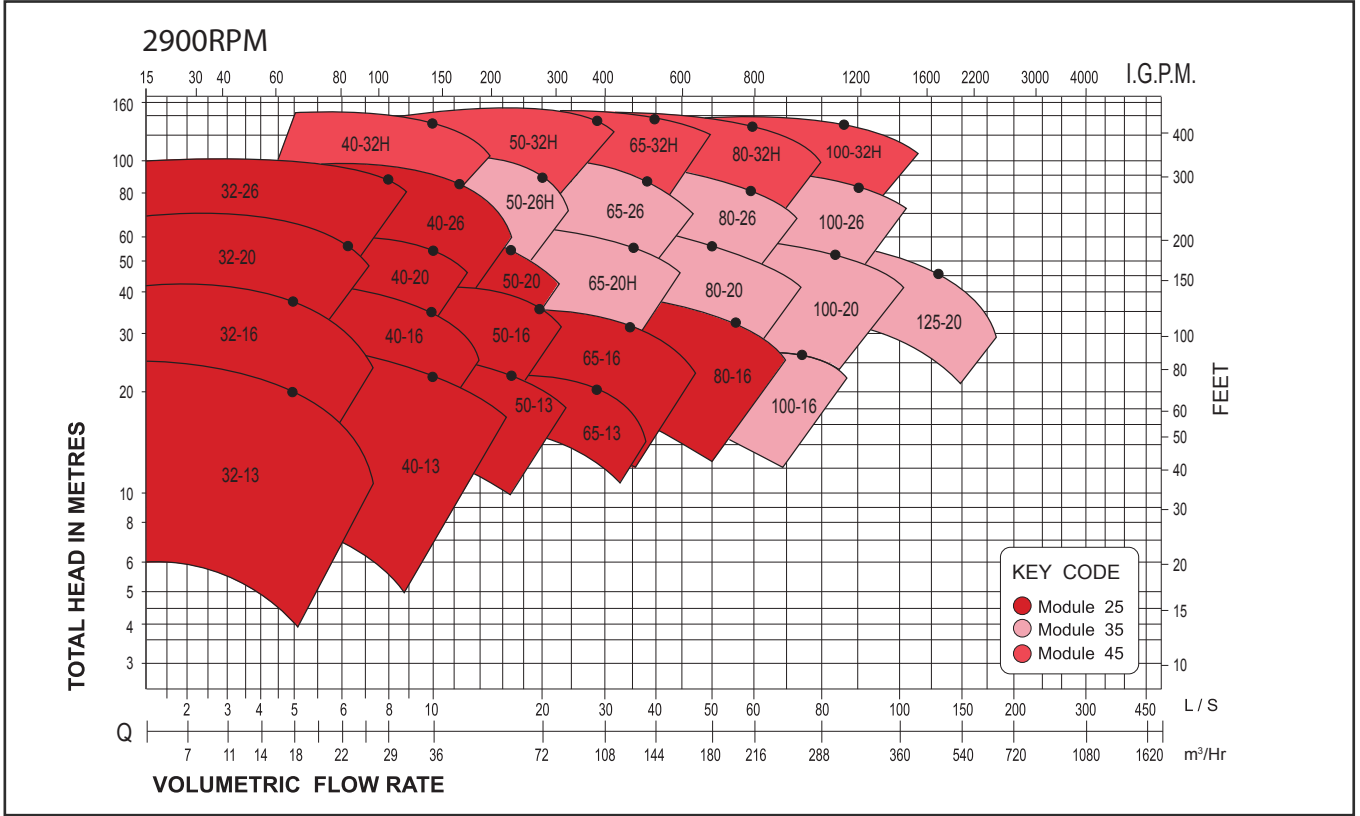 2900RPM
15 30 40 60 80 100 150 200 300 400 600 800 1200 1600 2200 3000 4000 I.G.P.M.
160
100
80
60
50
40
30
20
10
8
6
5
4
3
TOTAL HEAD IN METRES
400
300
200
150
100
80
60
50
40
30
20
15
10
FEET
40-32H
50-32H
65-32H
80-32H
100-32H
32-26
40-26
50-26H
65-26
80-26
100-26
32-20
40-20
50-20
65-20H
80-20
100-20
125-20
32-16
40-16
50-16
65-16
80-16
100-16
32-13
40-13
50-13
65-13
KEY CODE
Module 25
Module 35
Module 45
2 3 4 5 6 8 10 20 30 40 50 60 80 100 150 200 300 450 L / S
Q
7 11 14 18 22 29 36 72 108 144 180 216 288 360 540 720 1080 1620 m³/Hr
VOLUMETRIC FLOW RATE